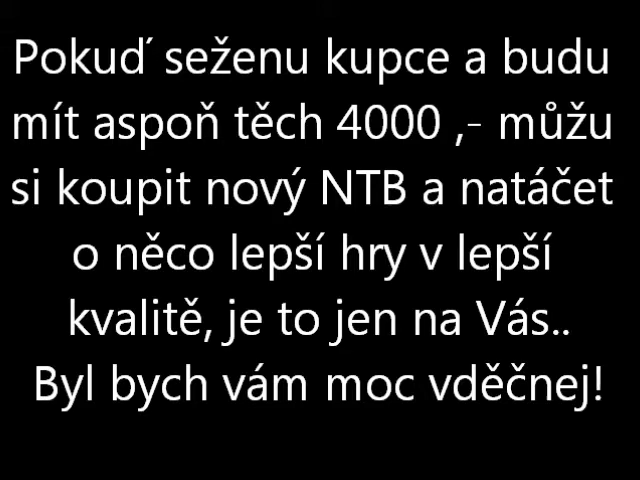 Pokuď seženu kupce a budu
mít aspoň těch 4000 ,- můžu
si koupit nový NTB a natáčet
o něco lepší hry v lepší
kvalitě, je to jen na Vás..
Byl bych vám moc vděčnej!